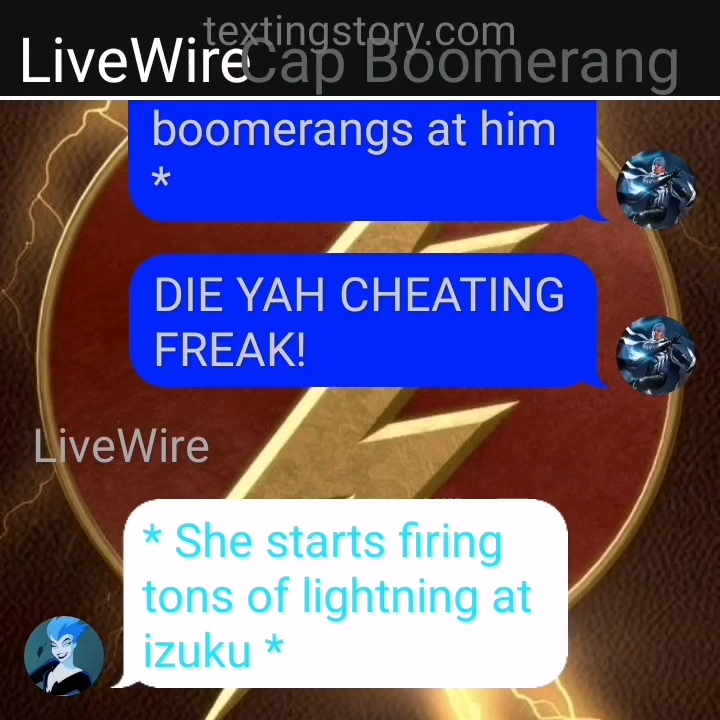 textingstory.com
LiveWire Cap Boomerang
boomerangs at him
*
DIE YAH CHEATING
FREAK!
LiveWire
* She starts firing
tons of lightning at
izuku *